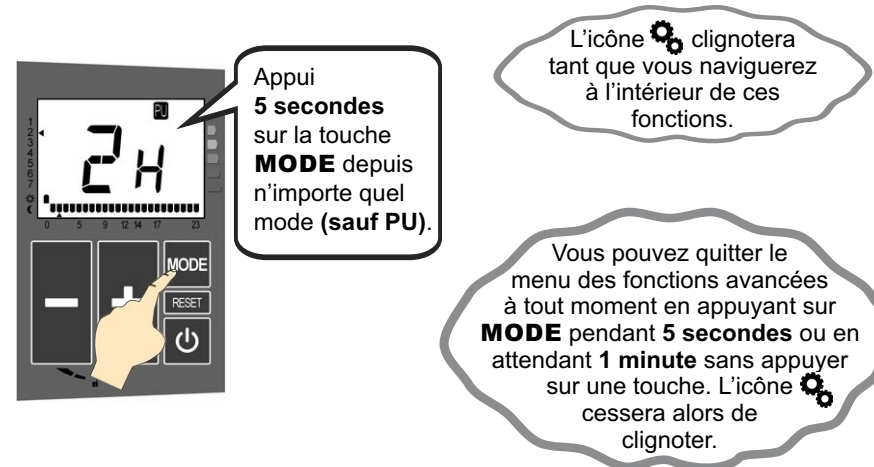 L'icône clignotera
tant que vous naviguerez
à l'intérieur de ces
fonctions.
Appui
5 secondes
sur la touche
MODE depuis
n'importe quel
mode (sauf PU).
PU
2H
1
2
3
4
5
6
7
0 5 9 12 14 17 23
MODE
RESET
Vous pouvez quitter le
menu des fonctions avancées
à tout moment en appuyant sur
MODE pendant 5 secondes ou en
attendant 1 minute sans appuyer
sur une touche. L'icône
cessera alors de
clignoter.